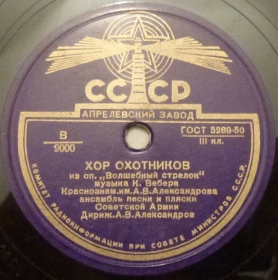 СССР
АПРЕЛЕВСКИЙ ЗАВОД
В
9000
ГОСТ 5289-50
III кл.
ХОР ОХОТНИКОВ
из оп. „Волшебный стрелок"
музыка К. Вебера
Краснознам. им. А.В. Александрова
ансамбль песни и пляски
Советской Армии
Дириж. А.В. Александров
КОМИТЕТ РАДИОИНФОРМАЦИИ ПРИ СОВЕТЕ МИНИСТРОВ СССР.